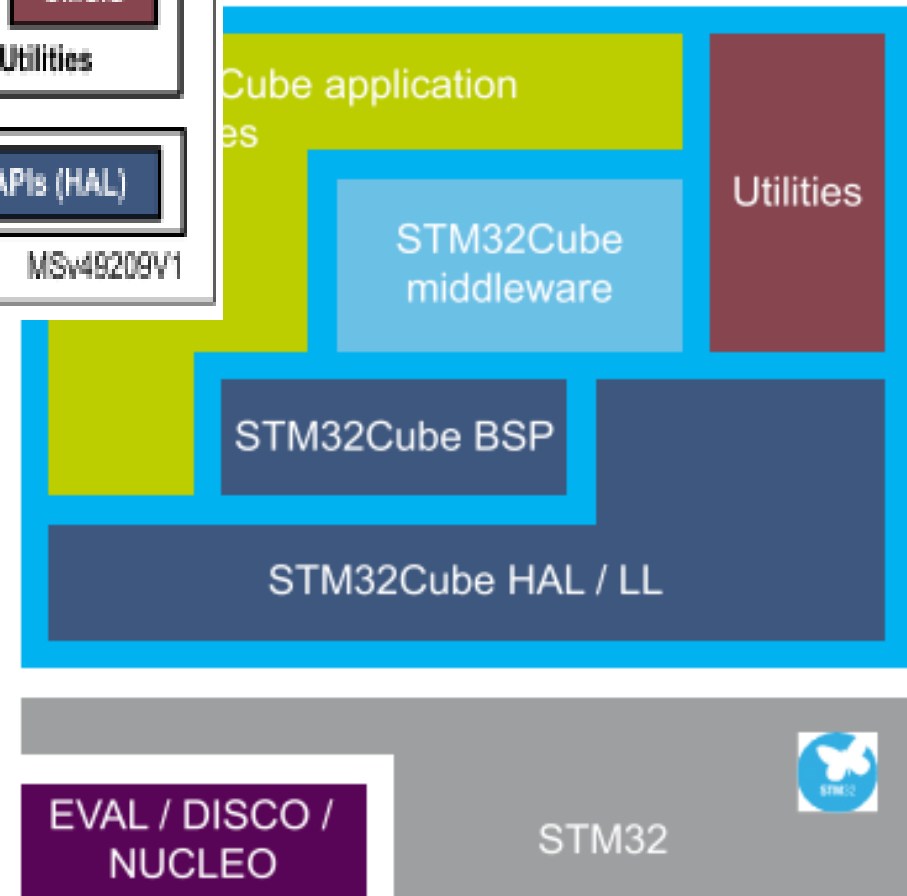 Utilities
APIs (HAL)
MSv49209V1
Cube application
es
Utilities
STM32Cube
middleware
STM32Cube BSP
STM32Cube HAL / LL
STM32
EVAL / DISCO /
NUCLEO
STM32